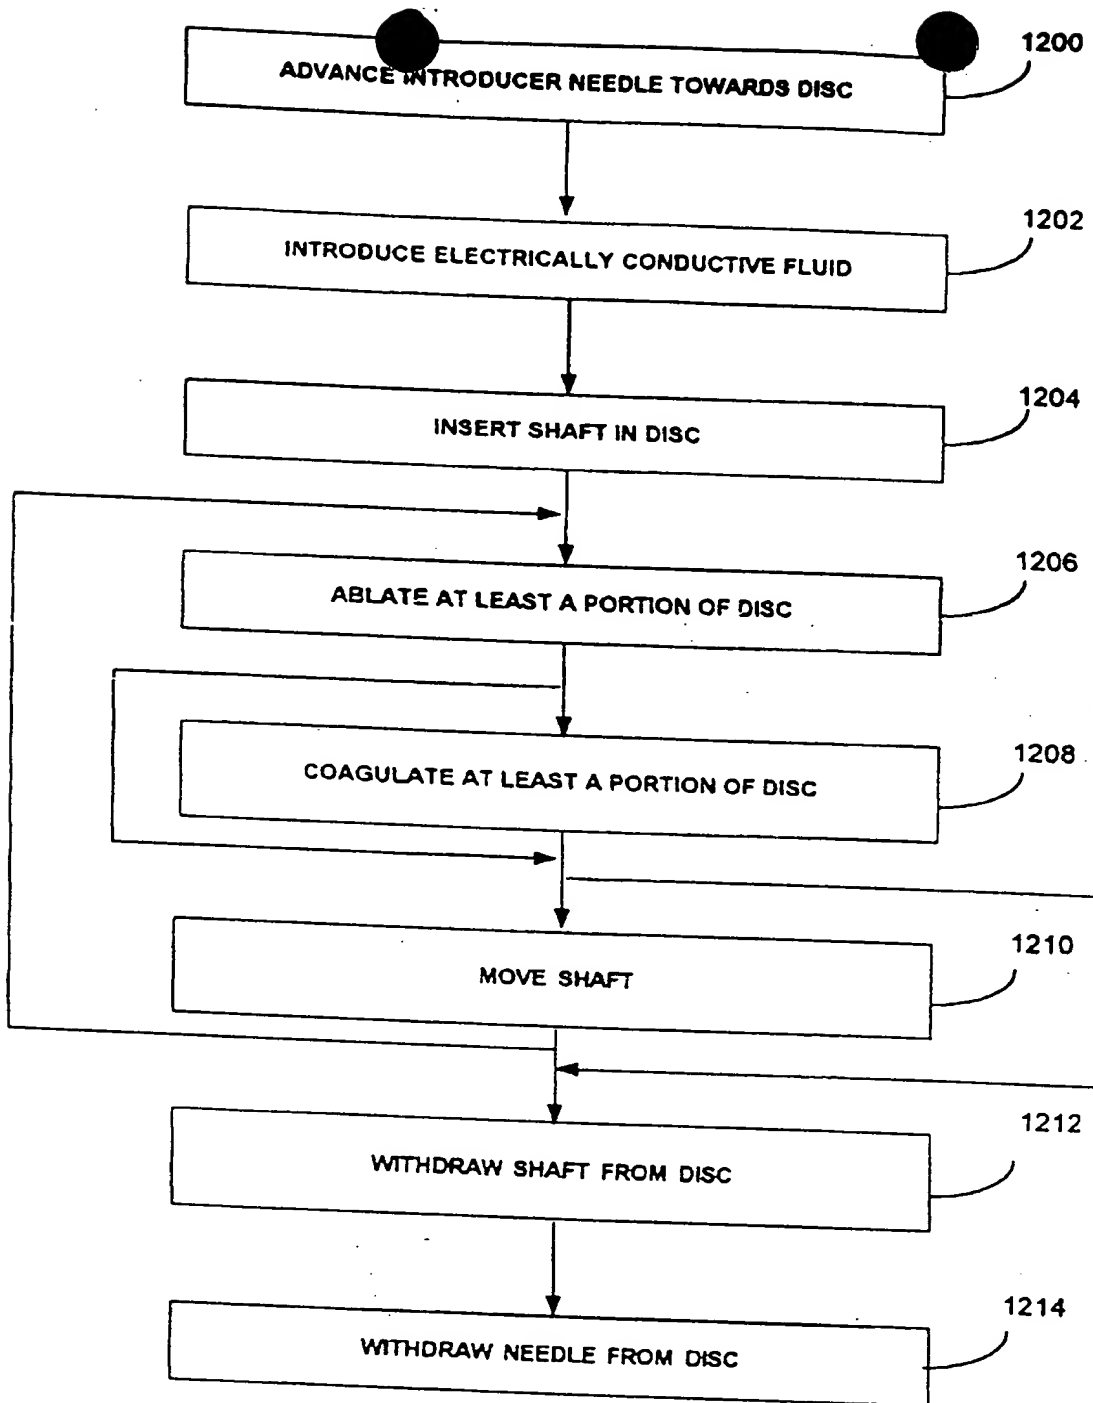 1200
ADVANCE INTRODUCER NEEDLE TOWARDS DISC
1202
INTRODUCE ELECTRICALLY CONDUCTIVE FLUID
1204
INSERT SHAFT IN DISC
1206
ABLATE AT LEAST A PORTION OF DISC
1208
COAGULATE AT LEAST A PORTION OF DISC
1210
MOVE SHAFT
1212
WITHDRAW SHAFT FROM DISC
1214
WITHDRAW NEEDLE FROM DISC